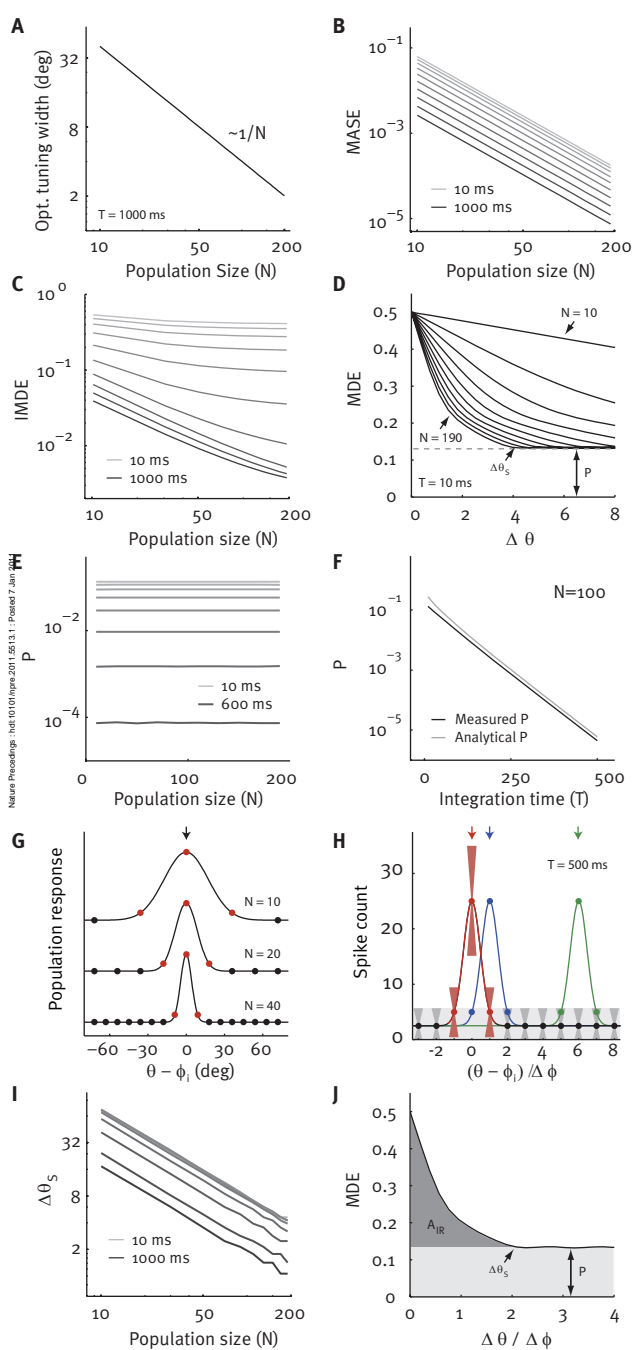 A
Opt. tuning width (deg)
32
8
2
~1/N
T = 1000 ms
10
50
200
Population Size (N)
B
MASE
10⁻¹
10⁻³
10⁻⁵
10 ms
1000 ms
10
50
200
Population size (N)
C
IMDE
10⁰
10⁻¹
10⁻²
10 ms
1000 ms
10
50
200
Population size (N)
D
MDE
0.5
0.4
0.3
0.2
0.1
0
N = 10
N = 190
ΔθS
P
T = 10 ms
0
2
4
6
8
Δ θ
E
P
10⁻²
10⁻⁴
10 ms
600 ms
0
100
200
Population size (N)
F
P
10⁻¹
10⁻³
10⁻⁵
N=100
Measured P
Analytical P
0
250
500
Integration time (T)
Nature Precedings : hdl:10101/npre.2011.5513.1 : Posted 7 Jan 2011
G
Population response
N = 10
N = 20
N = 40
−60
−30
0
30
60
θ − ϕi (deg)
H
Spike count
30
20
10
0
T = 500 ms
-2
0
2
4
6
8
(θ − ϕi) /Δ ϕ
I
ΔθS
32
8
2
10 ms
1000 ms
10
50
200
Population size (N)
J
MDE
0.5
0.4
0.3
0.2
0.1
0
AIR
ΔθS
P
0
1
2
3
4
Δ θ / Δ ϕ